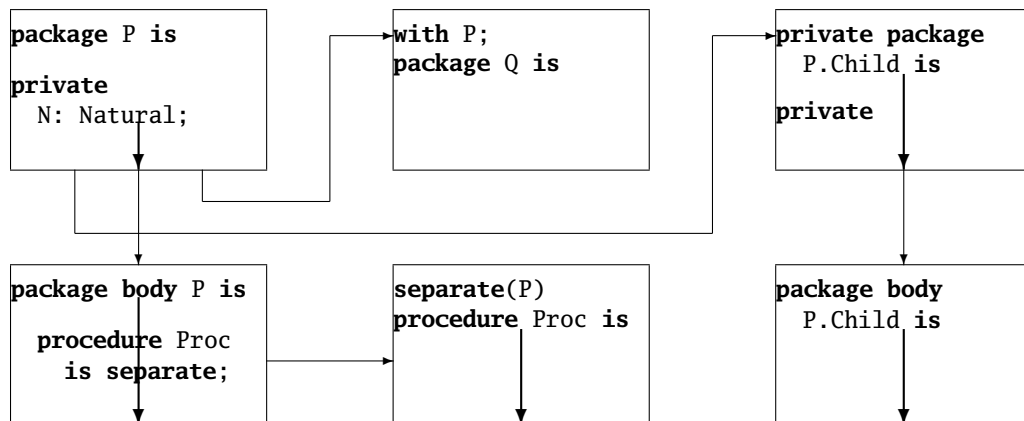 package P is
private
N: Natural;
with P;
package Q is
private package
P.Child is
private
package body P is
procedure Proc
is separate;
separate(P)
procedure Proc is
package body
P.Child is